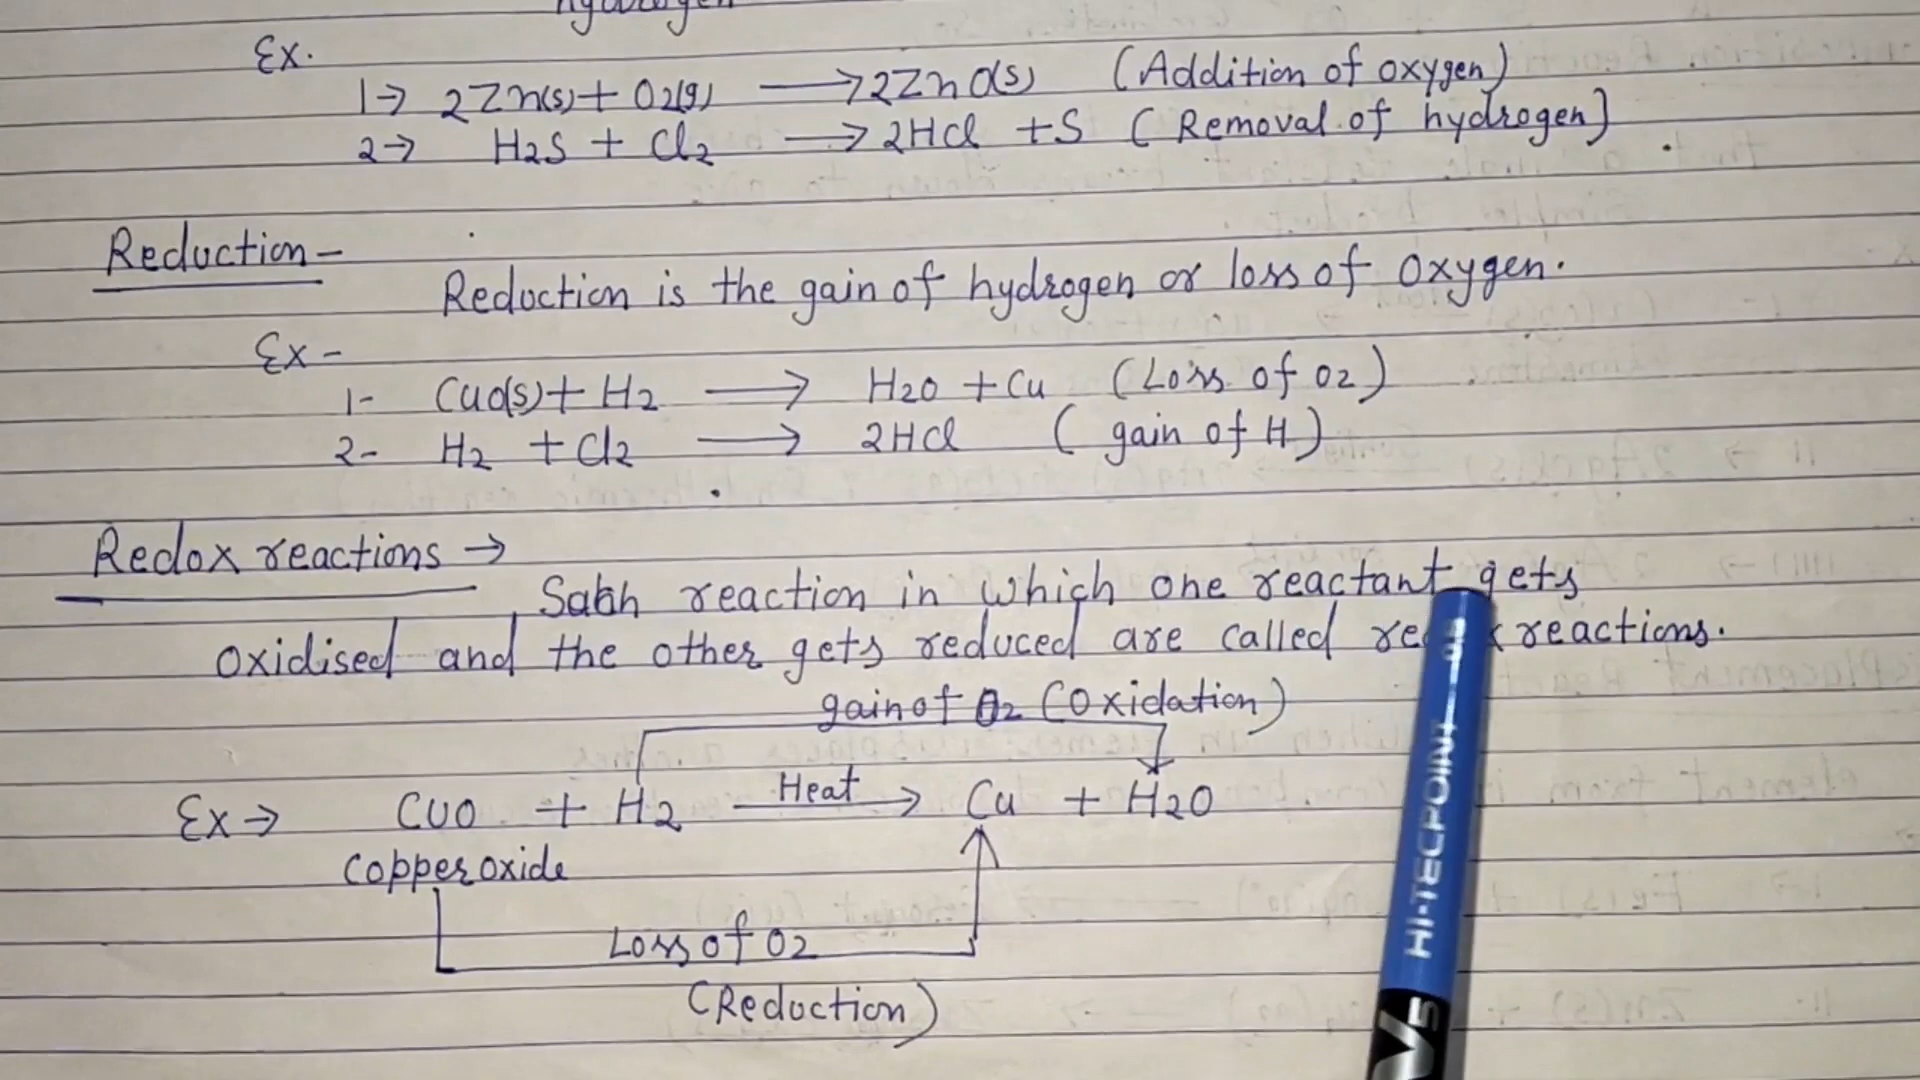 hydrogen
Ex.
1→ 2Zn(s) + O2(g) ⟶ 2ZnO(s) (Addition of oxygen)
2→ H2S + Cl2 ⟶ 2HCl + S (Removal of hydrogen]
Reduction –
Reduction is the gain of hydrogen or loss of oxygen.
Ex –
1- CuO(s) + H2 ⟶ H2O + Cu (Loss of O2)
2- H2 + Cl2 ⟶ 2HCl (gain of H)
Redox reactions →
reaction in which one reactant gets
oxidised and the other gets reduced are called reactions.
gain of O2 (Oxidation)
Ex → CuO + H2 Heat → Cu + H2O
Copper oxide
Loss of O2
(Reduction)
HI-TECPOINT
V5